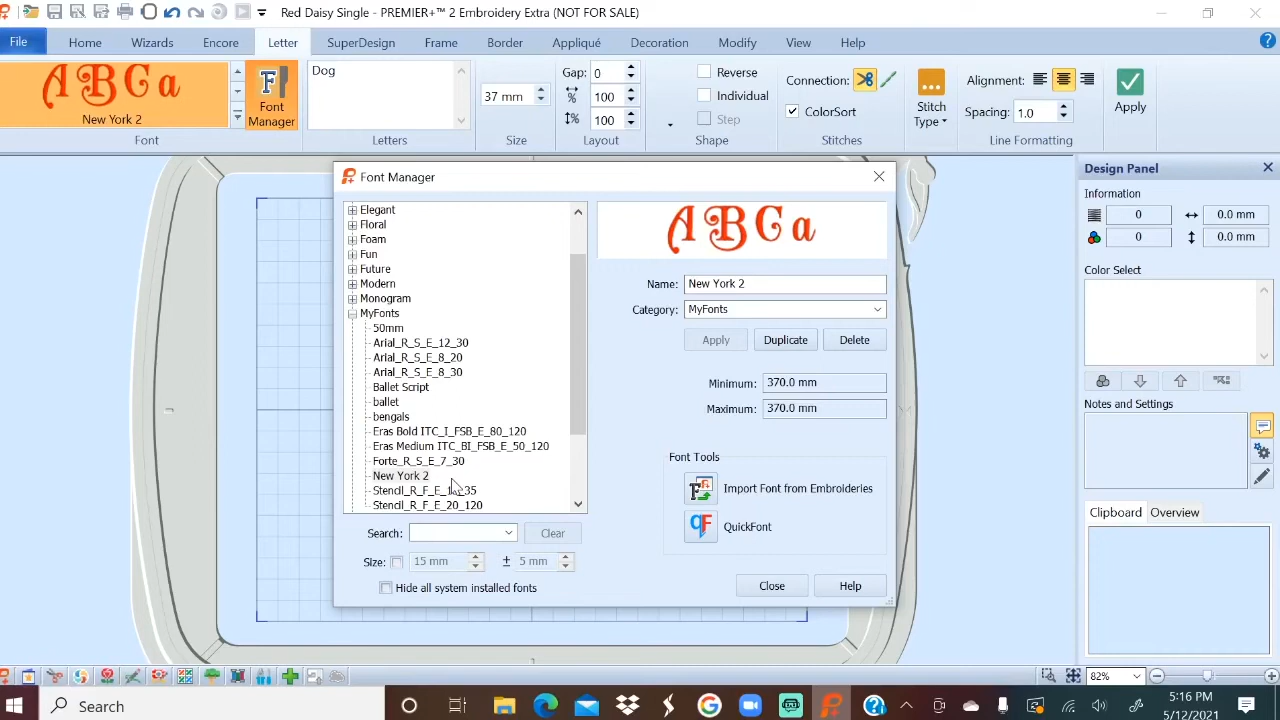 Red Daisy Single - PREMIER+™ 2 Embroidery Extra (NOT FOR SALE)
File Home Wizards Encore Letter SuperDesign Frame Border Appliqué Decoration Modify View Help
ABCa
New York 2
Font
Manager
Dog
37 mm
Gap: 0
100
100
Reverse
Individual
Step
Connection:
ColorSort
Stitch
Type
Alignment:
Spacing: 1.0
Apply
Font Letters Size Layout Shape Stitches Line Formatting
Font Manager
Elegant
Floral
Foam
Fun
Future
Modern
Monogram
MyFonts
50mm
Arial_R_S_E_12_30
Arial_R_S_E_8_20
Arial_R_S_E_8_30
Ballet Script
ballet
bengals
Eras Bold ITC_I_FSB_E_80_120
Eras Medium ITC_BI_FSB_E_50_120
Forte_R_S_E_7_30
New York 2
Stencil_R_F_E_20_120
Search: Clear
Size: 15 mm ± 5 mm
Hide all system installed fonts
ABCa
Name: New York 2
Category: MyFonts
Apply Duplicate Delete
Minimum: 370.0 mm
Maximum: 370.0 mm
Font Tools
Import Font from Embroideries
QuickFont
Close Help
Design Panel
Information
0 0.0 mm
0 0.0 mm
Color Select
Notes and Settings
Clipboard Overview
82%
Search
5:16 PM
5/12/2021